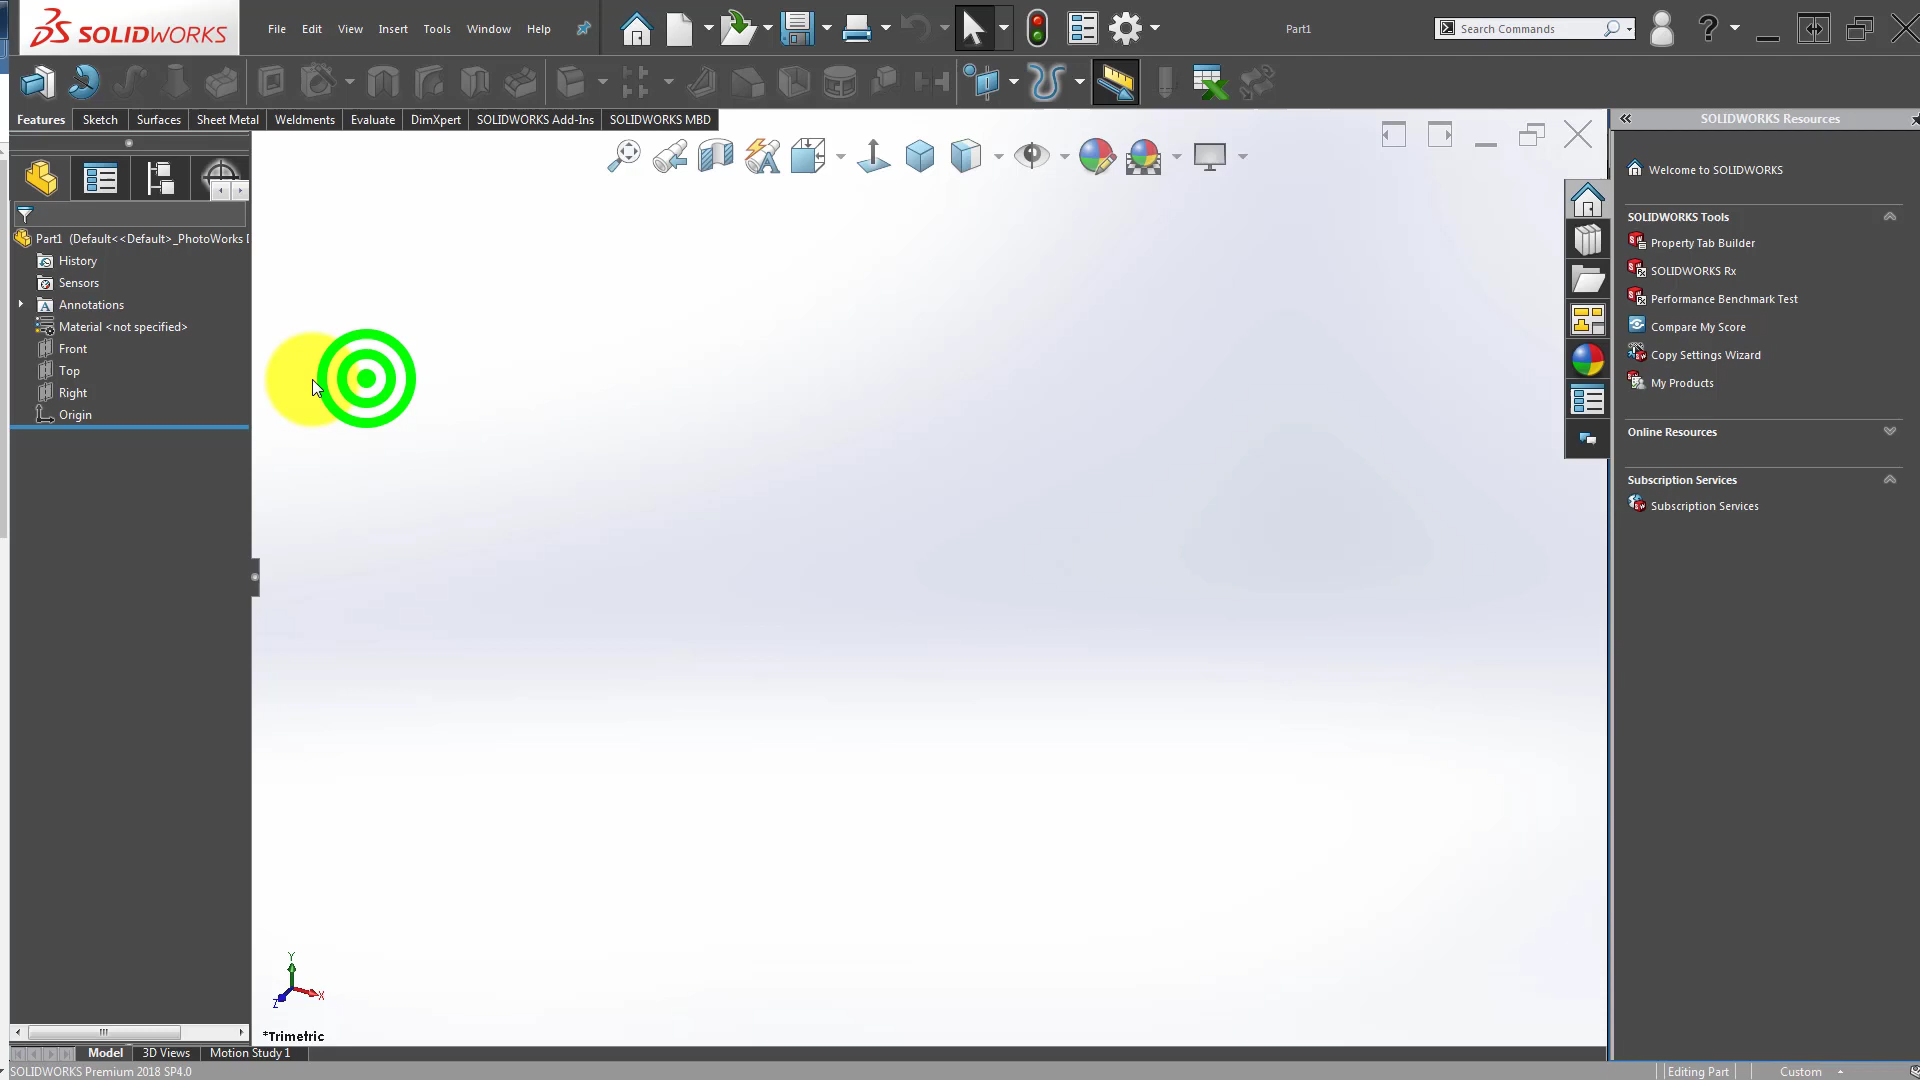 SOLIDWORKS
File Edit View Insert Tools Window Help
Part1
Search Commands
Features Sketch Surfaces Sheet Metal Weldments Evaluate DimXpert SOLIDWORKS Add-Ins SOLIDWORKS MBD
SOLIDWORKS Resources
Part1 (Default<<Default>_PhotoWorks
History
Sensors
Annotations
Material <not specified>
Front
Top
Right
Origin
Welcome to SOLIDWORKS
SOLIDWORKS Tools
Property Tab Builder
SOLIDWORKS Rx
Performance Benchmark Test
Compare My Score
Copy Settings Wizard
My Products
Online Resources
Subscription Services
Subscription Services
Y
X
Z
*Trimetric
Model 3D Views Motion Study 1
SOLIDWORKS Premium 2018 SP4.0
Editing Part
Custom